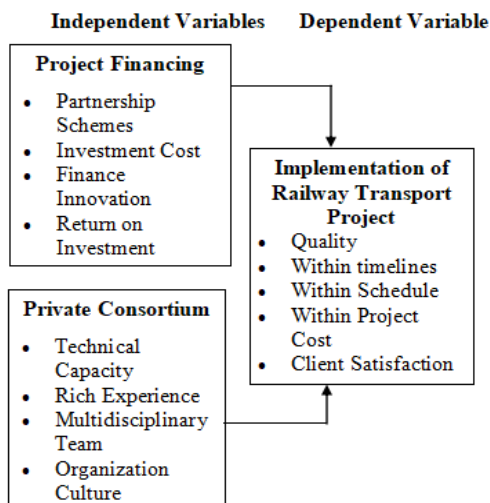 Independent Variables Dependent Variable
Project Financing
• Partnership
Schemes
• Investment Cost
• Finance
Innovation
• Return on
Investment
Implementation of
Railway Transport
Project
• Quality
• Within timelines
• Within Schedule
• Within Project
Cost
• Client Satisfaction
Private Consortium
• Technical
Capacity
• Rich Experience
• Multidisciplinary
Team
• Organization
Culture